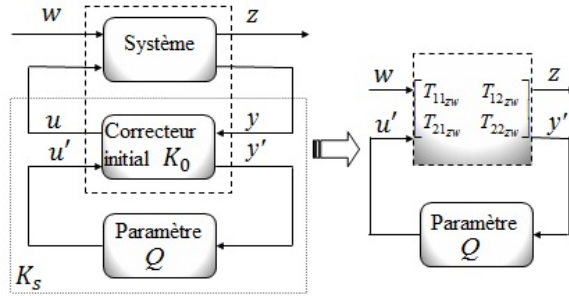 w z
Système
u y
Correcteur
initial K₀
u' y'
Paramètre
Q
Kₛ
w z
T₁₁zw T₁₂zw
T₂₁zw T₂₂zw
u' y'
Paramètre
Q